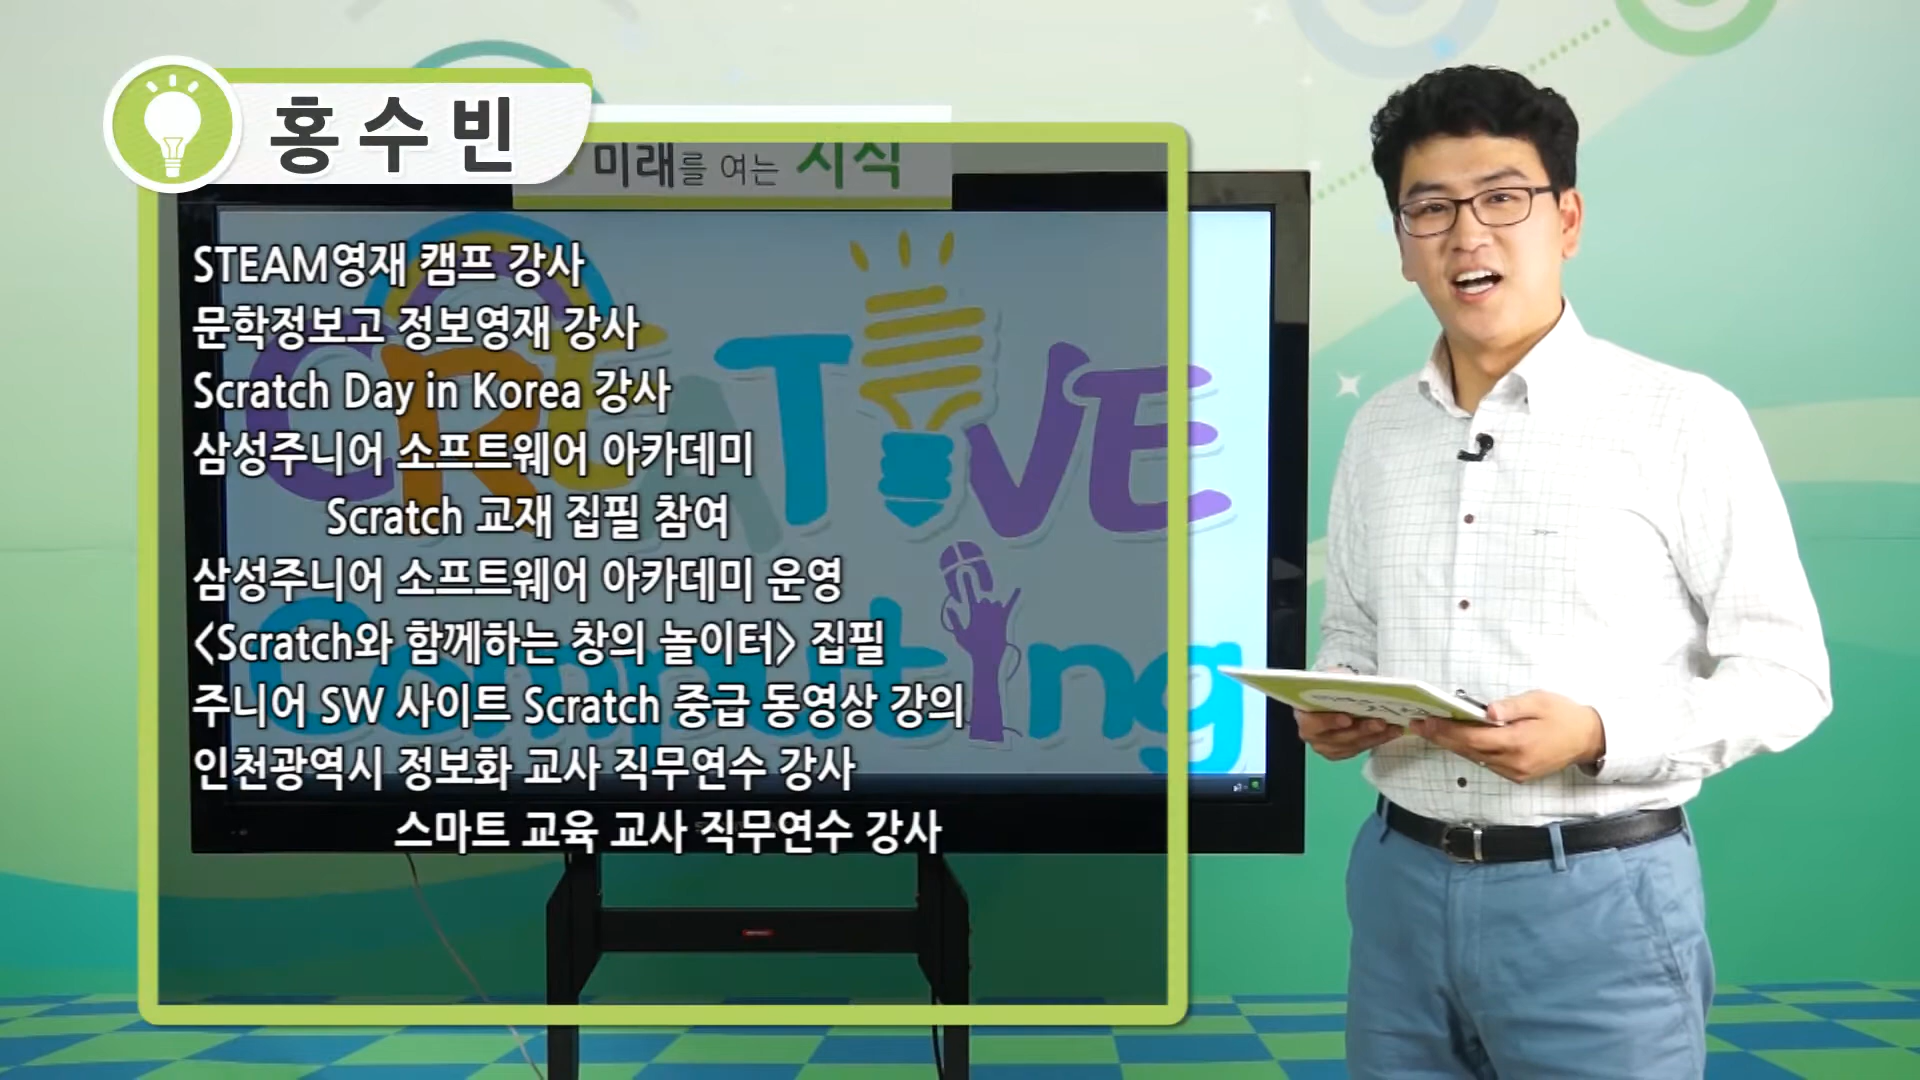 홍수빈
미래를 여는 지식
STEAM영재 캠프 강사
문학정보고 정보영재 강사
Scratch Day in Korea 강사
삼성주니어 소프트웨어 아카데미
Scratch 교재 집필 참여
삼성주니어 소프트웨어 아카데미 운영
<Scratch와 함께하는 창의 놀이터> 집필
주니어 SW 사이트 Scratch 중급 동영상 강의
인천광역시 정보화 교사 직무연수 강사
스마트 교육 교사 직무연수 강사
CREATIVE
Computing